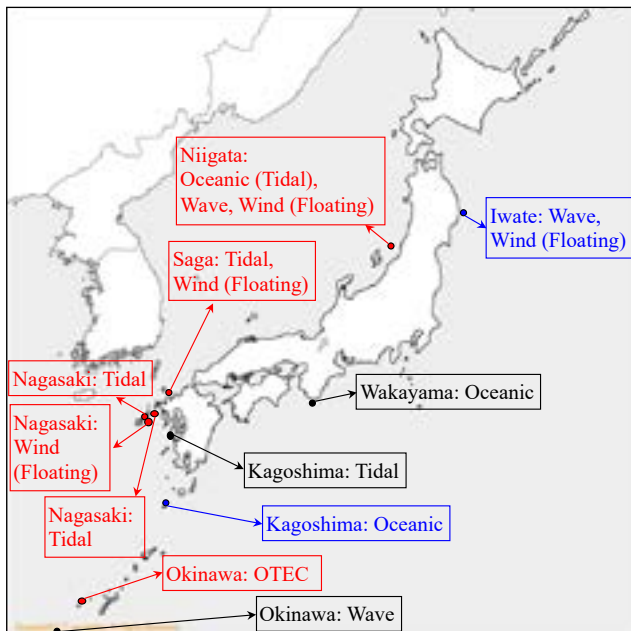 Niigata:
Oceanic (Tidal),
Wave, Wind (Floating)
Iwate: Wave,
Wind (Floating)
Saga: Tidal,
Wind (Floating)
Nagasaki: Tidal
Wakayama: Oceanic
Nagasaki:
Wind
(Floating)
Kagoshima: Tidal
Nagasaki:
Tidal
Kagoshima: Oceanic
Okinawa: OTEC
Okinawa: Wave